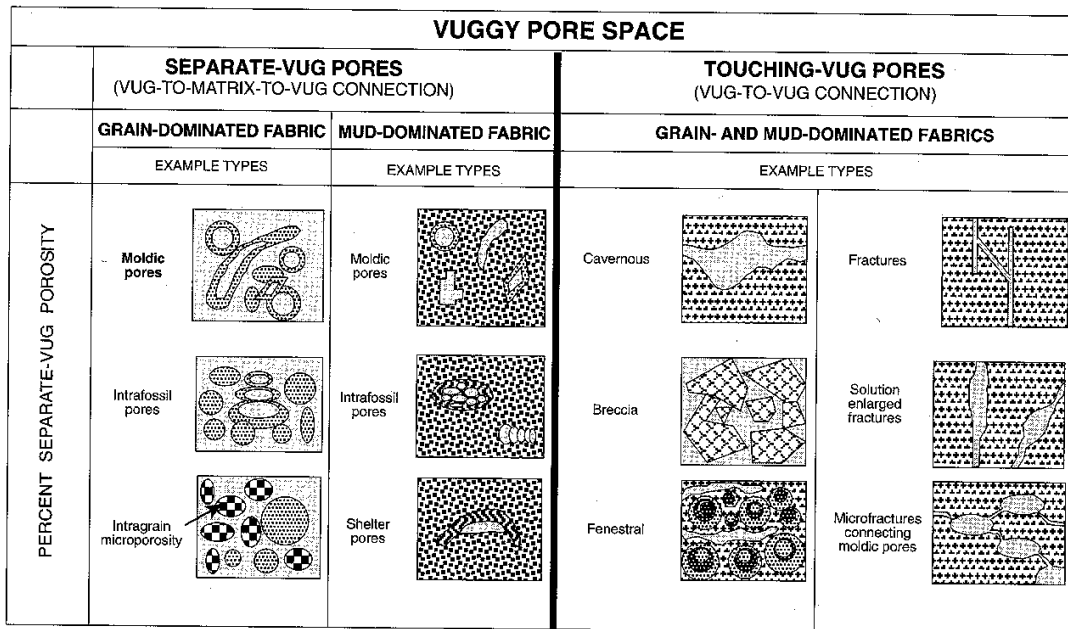 VUGGY PORE SPACE
SEPARATE-VUG PORES
(VUG-TO-MATRIX-TO-VUG CONNECTION)
TOUCHING-VUG PORES
(VUG-TO-VUG CONNECTION)
GRAIN-DOMINATED FABRIC
MUD-DOMINATED FABRIC
GRAIN- AND MUD-DOMINATED FABRICS
EXAMPLE TYPES
EXAMPLE TYPES
EXAMPLE TYPES
PERCENT SEPARATE-VUG POROSITY
Moldic
pores
Moldic
pores
Cavernous
Fractures
Intrafossil
pores
Intrafossil
pores
Breccia
Solution
enlarged
fractures
Intragrain
microporosity
Shelter
pores
Fenestral
Microfractures
connecting
moldic pores